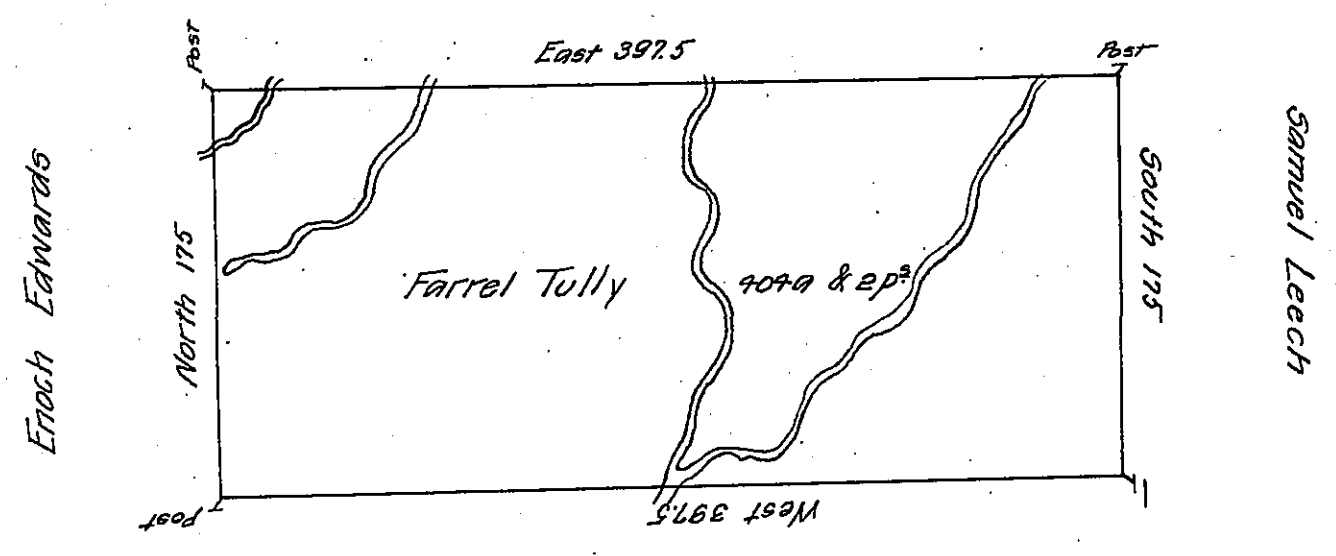 Post
East 397.5
Post
Enoch Edwards
North 175
Farrel Tully
404a & 2pˢ
South 175
Samuel Leech
Post
West 397.5